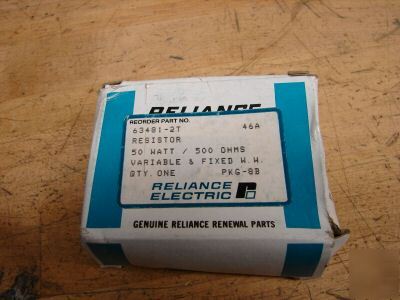 RELIANCE
REORDER PART NO.
63481-2T 46A
RESISTOR
50 WATT / 500 OHMS
VARIABLE & FIXED W.W.
QTY. ONE PKG-8B
RELIANCE
ELECTRIC
GENUINE RELIANCE RENEWAL PARTS